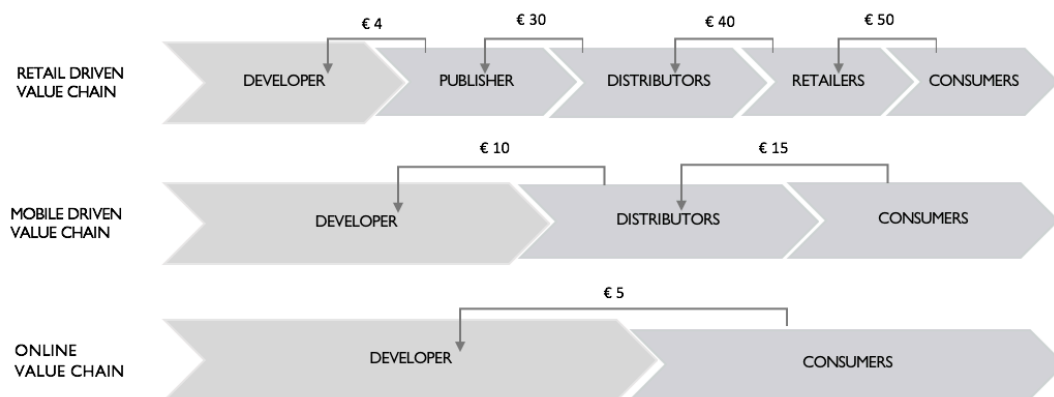 € 4
€ 30
€ 40
€ 50
RETAIL DRIVEN
VALUE CHAIN
DEVELOPER
PUBLISHER
DISTRIBUTORS
RETAILERS
CONSUMERS
€ 10
€ 15
MOBILE DRIVEN
VALUE CHAIN
DEVELOPER
DISTRIBUTORS
CONSUMERS
€ 5
ONLINE
VALUE CHAIN
DEVELOPER
CONSUMERS